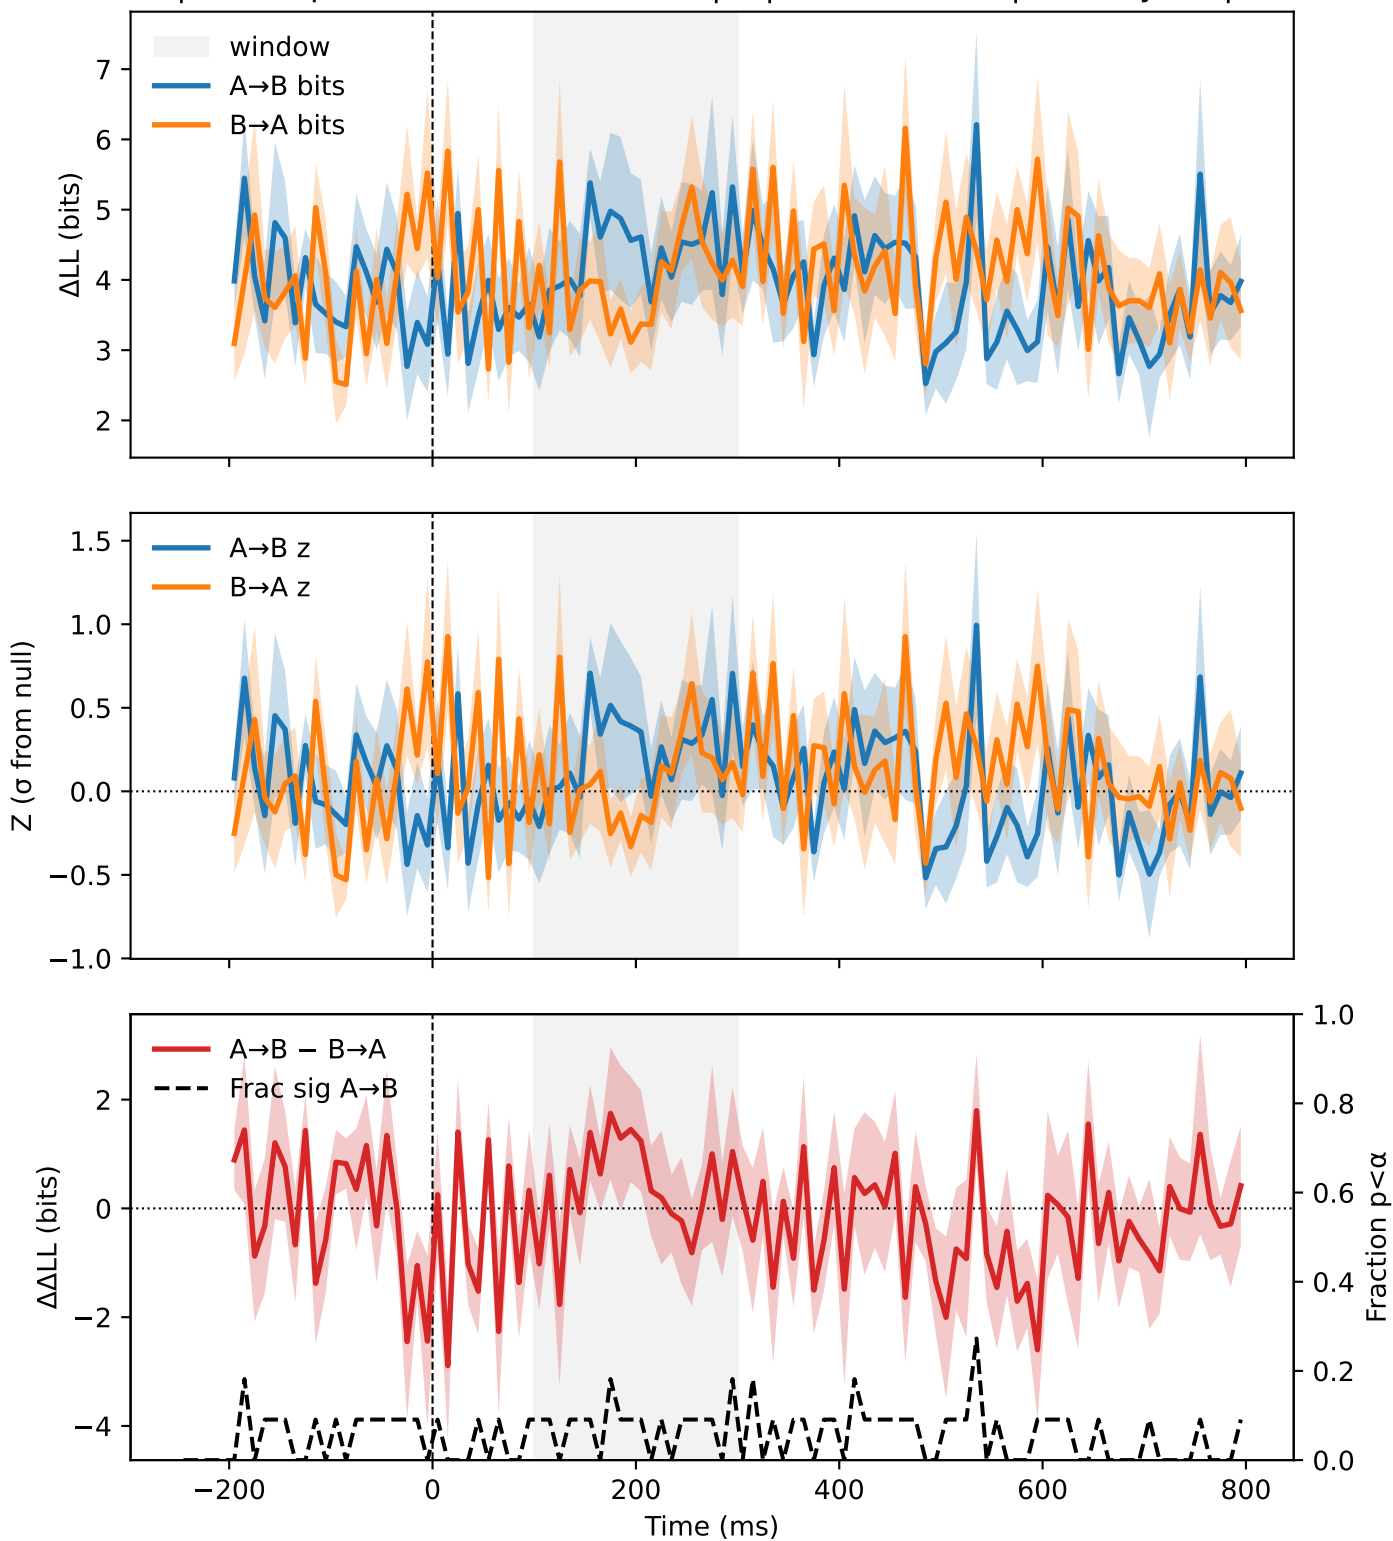 window
A→B bits
B→A bits
7
6
5
4
3
2
ΔLL (bits)
A→B z
B→A z
1.5
1.0
0.5
0.0
−0.5
−1.0
Z (σ from null)
A→B − B→A
Frac sig A→B
2
0
−2
−4
ΔΔLL (bits)
1.0
0.8
0.6
0.4
0.2
0.0
Fraction p<α
−200 0 200 400 600 800
Time (ms)